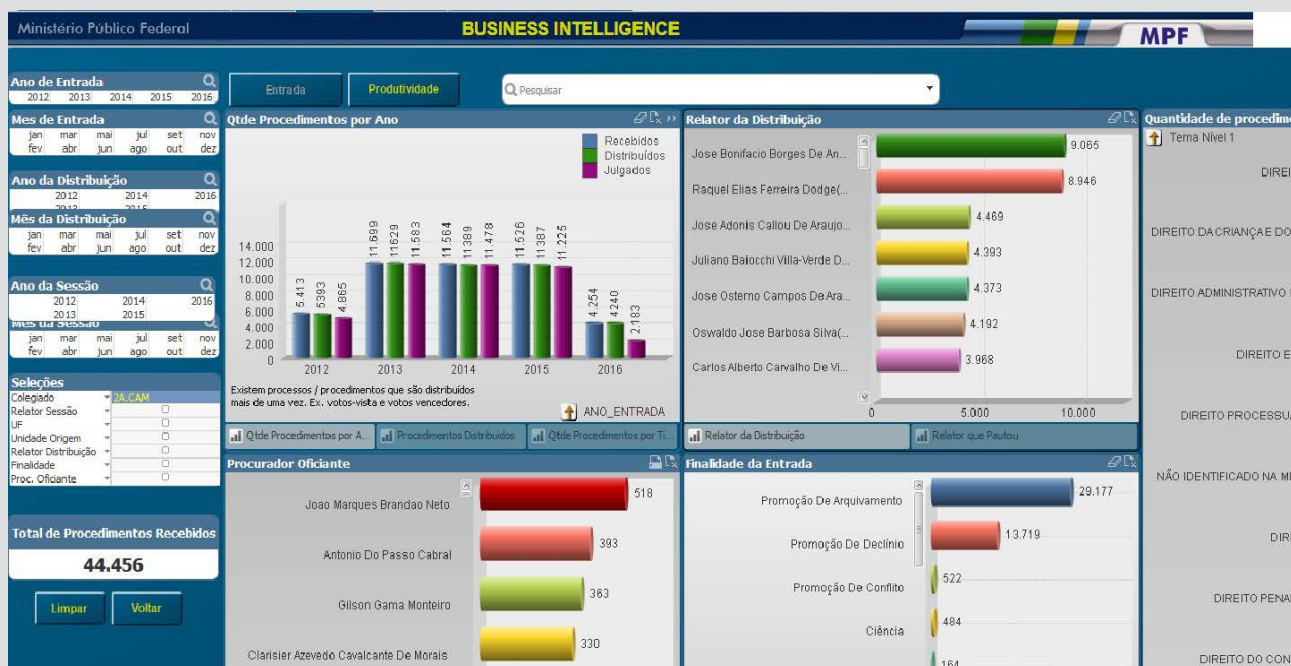 Ministério Público Federal
BUSINESS INTELLIGENCE
MPF
Ano de Entrada
2012 2013 2014 2015 2016
Mes de Entrada
jan mar mai jul set nov
fev abr jun ago out dez
Ano da Distribuição
2012 2014 2016
2013 2015
Mês da Distribuição
jan mar mai jul set nov
fev abr jun ago out dez
Ano da Sessão
2012 2014 2016
2013 2015
Mes da Sessão
jan mar mai jul set nov
fev abr jun ago out dez
Seleções
Colegiado 2A.CAM
Relator Sessão
UF
Unidade Origem
Relator Distribuição
Finalidade
Proc. Oficiante
Total de Procedimentos Recebidos
44.456
Limpar Voltar
Entrada Produtividade Pesquisar
Qtde Procedimentos por Ano
Recebidos
Distribuídos
Julgados
14.000
12.000
10.000
8.000
6.000
4.000
2.000
0
5.413 5393 4.865
11.699 11629 11.583
11.564 11389 11.478
11.526 11387 11.225
4.254 4240 2.183
2012 2013 2014 2015 2016
Existem processos / procedimentos que são distribuídos
mais de uma vez. Ex. votos-vista e votos vencedores.
ANO_ENTRADA
Qtde Procedimentos por A... Procedimentos Distribuidos Qtde Procedimentos por Ti...
Relator da Distribuição
Jose Bonifacio Borges De An... 9.065
Raquel Elias Ferreira Dodge(... 8.946
Jose Adonis Callou De Araujo... 4.469
Juliano Baiocchi Villa-Verde D... 4.393
Jose Osterno Campos De Ara... 4.373
Oswaldo Jose Barbosa Silva(... 4.192
Carlos Alberto Carvalho De Vi... 3.968
0 5.000 10.000
Relator da Distribuição Relator que Pautou
Procurador Oficiante
Joao Marques Brandao Neto 518
Antonio Do Passo Cabral 393
Gilson Gama Monteiro 363
Clarisier Azevedo Cavalcante De Morais 330
Finalidade da Entrada
Promoção De Arquivamento 29.177
Promoção De Declínio 13.719
Promoção De Conflito 522
Ciência 484
164
Quantidade de procedime
Tema Nível 1
DIREI
DIREITO DA CRIANÇA E DO
DIREITO ADMINISTRATIVO
DIREITO E
DIREITO PROCESSU
NÃO IDENTIFICADO NA MI
DIR
DIREITO PENA
DIREITO DO CON